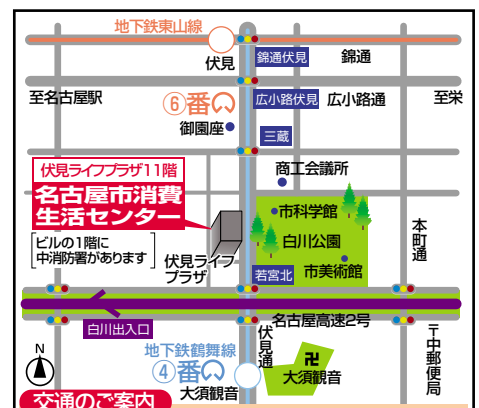 地下鉄東山線
伏見
錦通伏見
錦通
至名古屋駅
⑥番
広小路伏見
広小路通
至栄
御園座
三蔵
伏見ライフプラザ11階
名古屋市消費
生活センター
ビルの1階に
中消防署があります
商工会議所
市科学館
白川公園
市美術館
伏見ライフ
プラザ
若宮北
本町通
白川出入口
名古屋高速2号
伏見通
地下鉄鶴舞線
④番
大須観音
卍
大須観音
〒中郵便局
N
交通のご案内